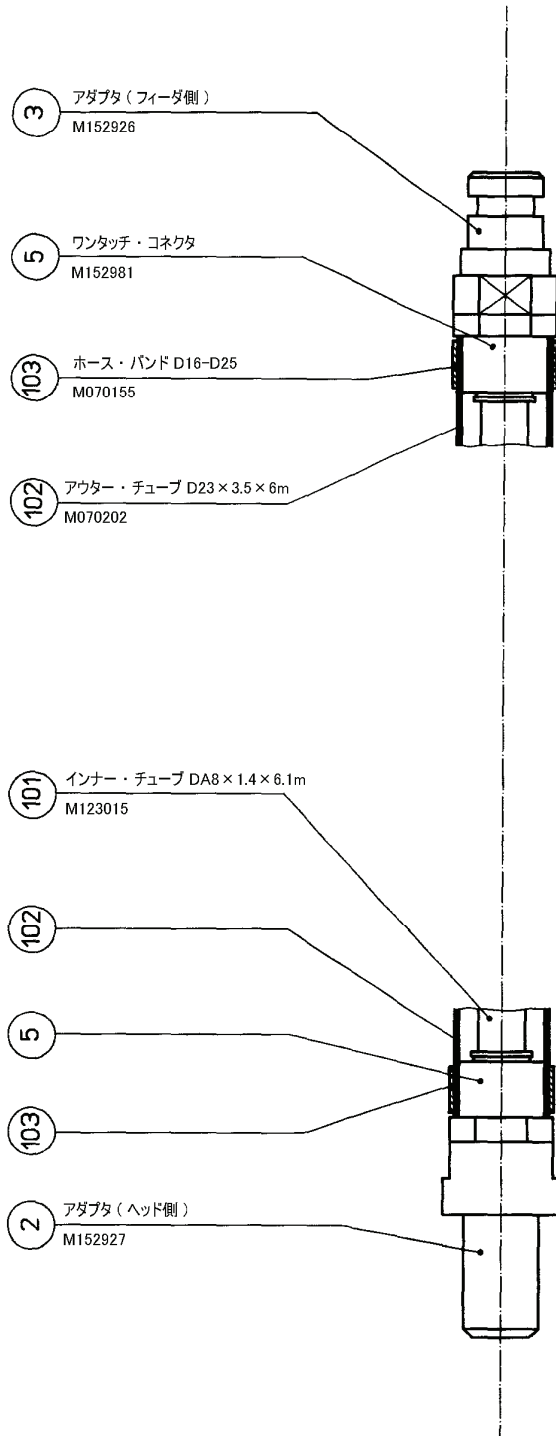 3
アダプタ ( フィーダ側 )
M152926
5
ワンタッチ・コネクタ
M152981
103
ホース・バンド D16-D25
M070155
102
アウター・チューブ D23×3.5×6m
M070202
101
インナー・チューブ DA8×1.4×6.1m
M123015
102
5
103
2
アダプタ ( ヘッド側 )
M152927